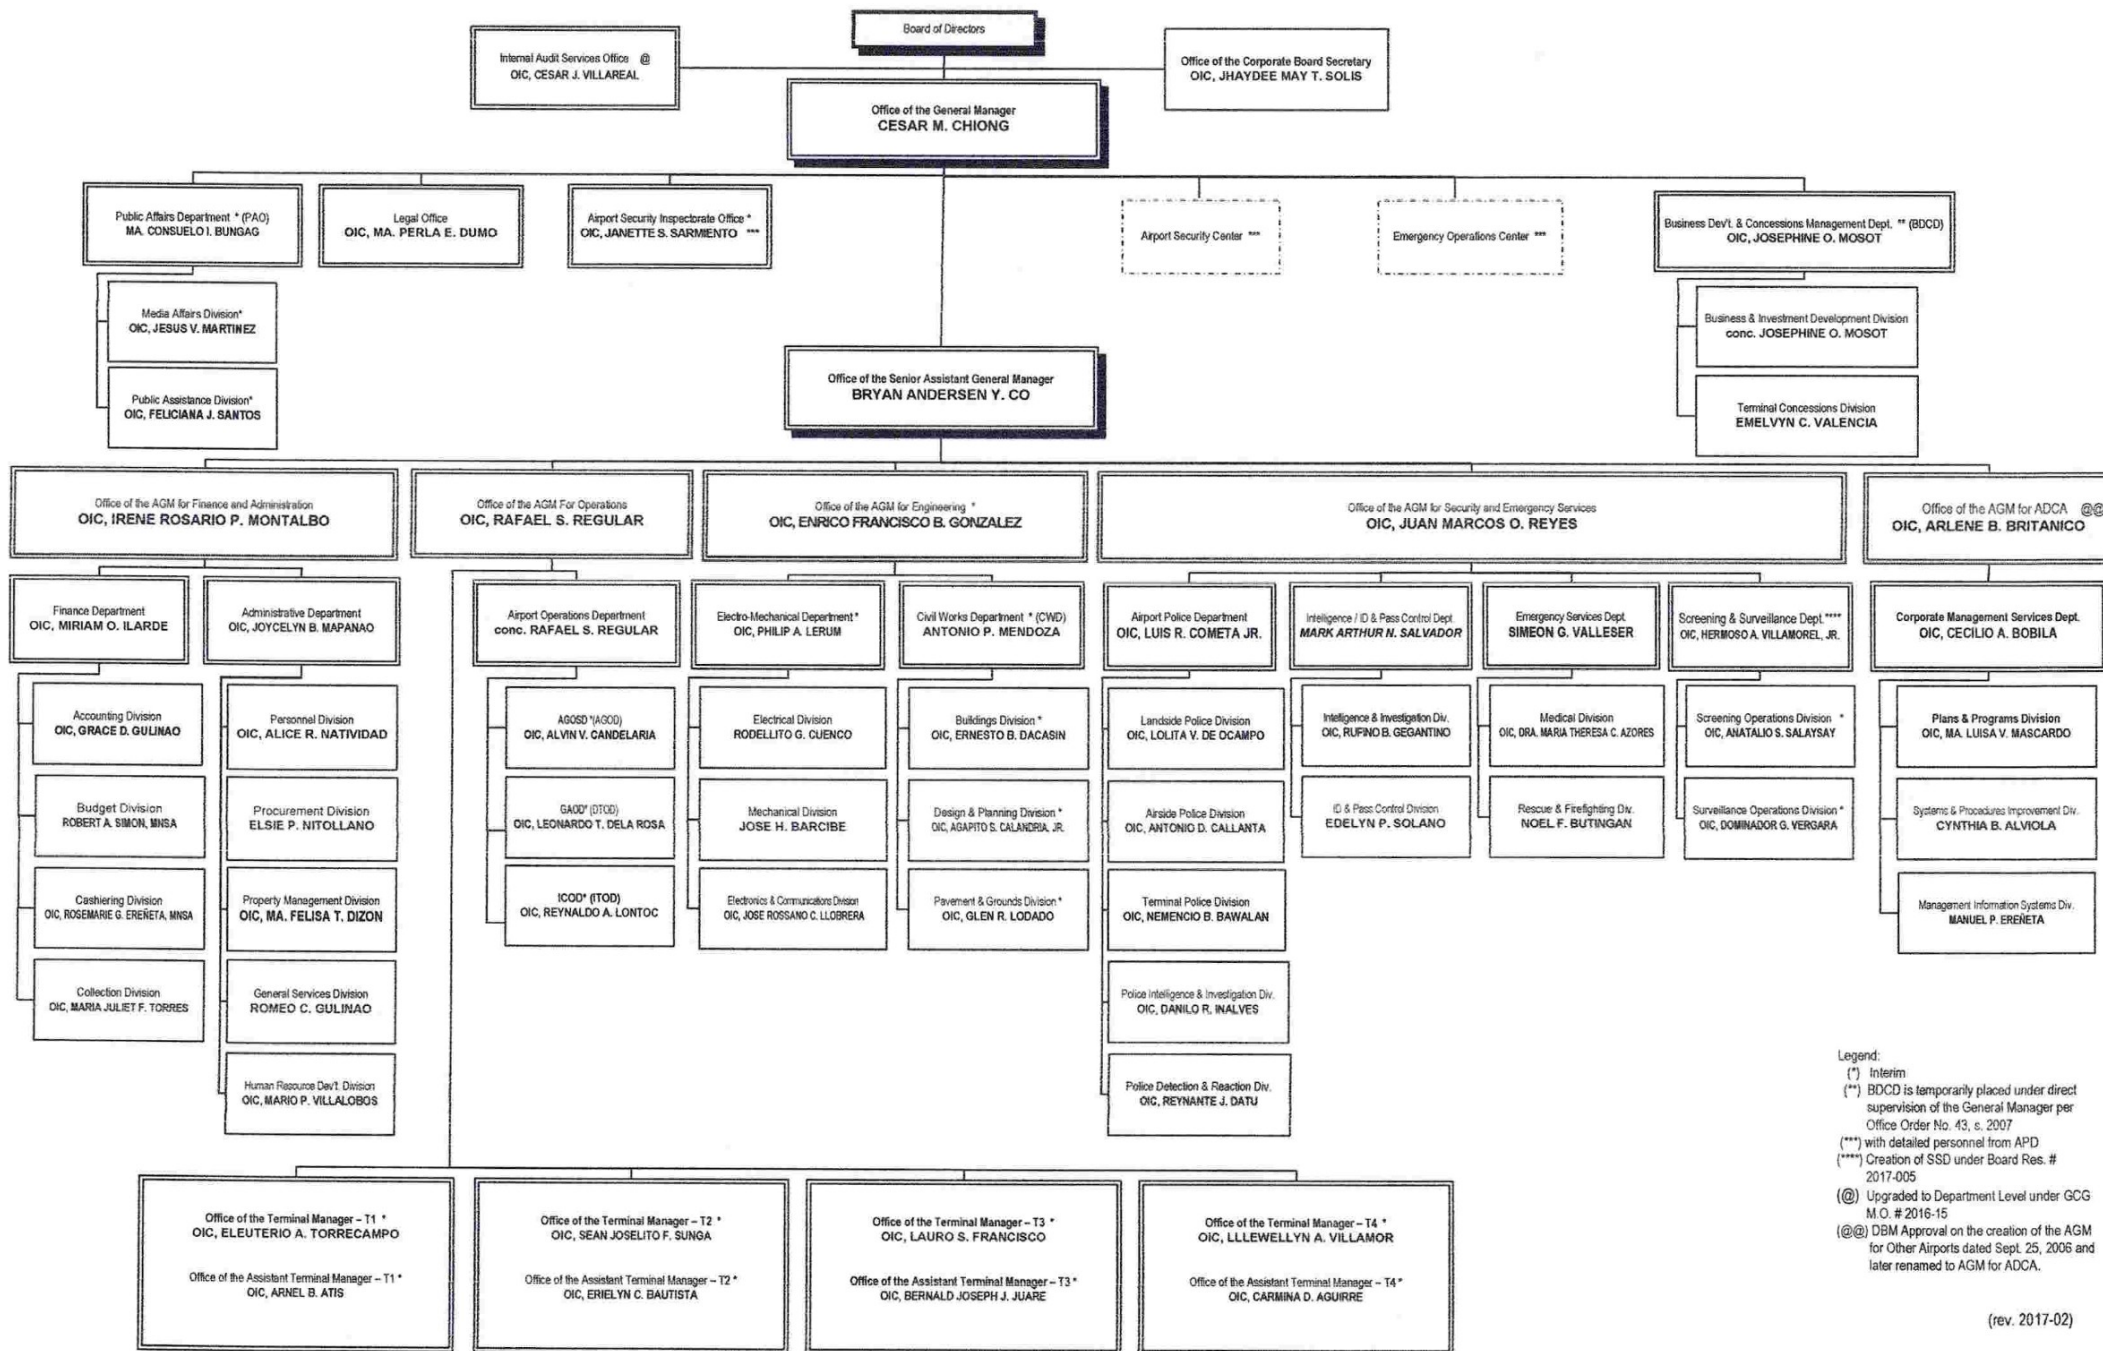 Board of Directors
Internal Audit Services Office @
OIC, CESAR J. VILLAREAL
Office of the Corporate Board Secretary
OIC, JHAYDEE MAY T. SOLIS
Office of the General Manager
CESAR M. CHIONG
Public Affairs Department * (PAO)
MA. CONSUELO I. BUNGAG
Legal Office
OIC, MA. PERLA E. DUMO
Airport Security Inspectorate Office *
OIC, JANETTE S. SARMIENTO ***
Airport Security Center ***
Emergency Operations Center ***
Business Dev't. & Concessions Management Dept. ** (BDCD)
OIC, JOSEPHINE O. MOSOT
Media Affairs Division*
OIC, JESUS V. MARTINEZ
Public Assistance Division*
OIC, FELICIANA J. SANTOS
Business & Investment Development Division
conc. JOSEPHINE O. MOSOT
Terminal Concessions Division
EMELVYN C. VALENCIA
Office of the Senior Assistant General Manager
BRYAN ANDERSEN Y. CO
Office of the AGM for Finance and Administration
OIC, IRENE ROSARIO P. MONTALBO
Office of the AGM For Operations
OIC, RAFAEL S. REGULAR
Office of the AGM for Engineering *
OIC, ENRICO FRANCISCO B. GONZALEZ
Office of the AGM for Security and Emergency Services
OIC, JUAN MARCOS O. REYES
Office of the AGM for ADCA @@
OIC, ARLENE B. BRITANICO
Finance Department
OIC, MIRIAM O. ILARDE
Administrative Department
OIC, JOYCELYN B. MAPANAO
Airport Operations Department
conc. RAFAEL S. REGULAR
Electro-Mechanical Department *
OIC, PHILIP A. LERUM
Civil Works Department * (CWD)
ANTONIO P. MENDOZA
Airport Police Department
OIC, LUIS R. COMETA JR.
Intelligence / ID & Pass Control Dept
MARK ARTHUR N. SALVADOR
Emergency Services Dept.
SIMEON G. VALLESER
Screening & Surveillance Dept.****
OIC, HERMOSO A. VILLAMOREL, JR.
Corporate Management Services Dept.
OIC, CECILIO A. BOBILA
Accounting Division
OIC, GRACE D. GULINAO
Budget Division
ROBERT A. SIMON, MNSA
Cashiering Division
OIC, ROSEMARIE G. EREÑETA, MNSA
Collection Division
OIC, MARIA JULIET F. TORRES
Personnel Division
OIC, ALICE R. NATIVIDAD
Procurement Division
ELSIE P. NITOLLANO
Property Management Division
OIC, MA. FELISA T. DIZON
General Services Division
ROMEO C. GULINAO
Human Resource Dev't. Division
OIC, MARIO P. VILLALOBOS
AGOSD *(AGOD)
OIC, ALVIN V. CANDELARIA
GAOD* (DTOD)
OIC, LEONARDO T. DELA ROSA
ICOD* (ITOD)
OIC, REYNALDO A. LONTOC
Electrical Division
RODELLITO G. CUENCO
Mechanical Division
JOSE H. BARCIBE
Electronics & Communications Division
OIC, JOSE ROSSANO C. LLOBRERA
Buildings Division *
OIC, ERNESTO B. DACASIN
Design & Planning Division *
OIC, AGAPITO S. CALANDRIA, JR.
Pavement & Grounds Division *
OIC, GLEN R. LODADO
Landside Police Division
OIC, LOLITA V. DE OCAMPO
Airside Police Division
OIC, ANTONIO D. CALLANTA
Terminal Police Division
OIC, NEMENCIO B. BAWALAN
Police Intelligence & Investigation Div.
OIC, DANILO R. INALVES
Police Detection & Reaction Div.
OIC, REYNANTE J. DATU
Intelligence & Investigation Div.
OIC, RUFINO B. GEGANTINO
ID & Pass Control Division
EDELYN P. SOLANO
Medical Division
OIC, DRA. MARIA THERESA C. AZORES
Rescue & Firefighting Div.
NOEL F. BUTINGAN
Screening Operations Division *
OIC, ANATALIO S. SALAYSAY
Surveillance Operations Division *
OIC, DOMINADOR G. VERGARA
Plans & Programs Division
OIC, MA. LUISA V. MASCARDO
Systems & Procedures Improvement Div.
CYNTHIA B. ALVIOLA
Management Information Systems Div.
MANUEL P. EREÑETA
Office of the Terminal Manager – T1 *
OIC, ELEUTERIO A. TORRECAMPO
Office of the Assistant Terminal Manager – T1 *
OIC, ARNEL B. ATIS
Office of the Terminal Manager – T2 *
OIC, SEAN JOSELITO F. SUNGA
Office of the Assistant Terminal Manager – T2 *
OIC, ERIELYN C. BAUTISTA
Office of the Terminal Manager – T3 *
OIC, LAURO S. FRANCISCO
Office of the Assistant Terminal Manager – T3 *
OIC, BERNALD JOSEPH J. JUARE
Office of the Terminal Manager – T4 *
OIC, LLLEWELLYN A. VILLAMOR
Office of the Assistant Terminal Manager – T4 *
OIC, CARMINA D. AGUIRRE
Legend:
(*) Interim
(**) BDCD is temporarily placed under direct
supervision of the General Manager per
Office Order No. 43, s. 2007
(***) with detailed personnel from APD
(****) Creation of SSD under Board Res. #
2017-005
(@) Upgraded to Department Level under GCG
M.O. # 2016-15
(@@) DBM Approval on the creation of the AGM
for Other Airports dated Sept. 25, 2006 and
later renamed to AGM for ADCA.
(rev. 2017-02)